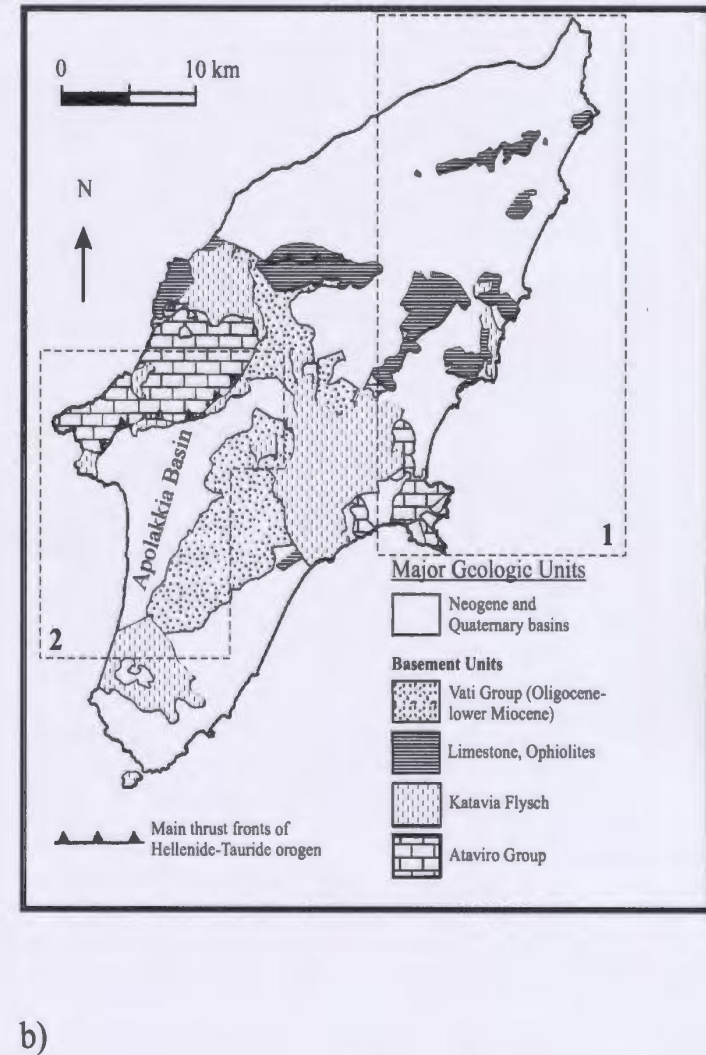 0 10 km
N
Apolakkia Basin
1
2
Major Geologic Units
Neogene and
Quaternary basins
Basement Units
Vati Group (Oligocene-
lower Miocene)
Limestone, Ophiolites
Katavia Flysch
Ataviro Group
Main thrust fronts of
Hellenide-Tauride orogen
b)